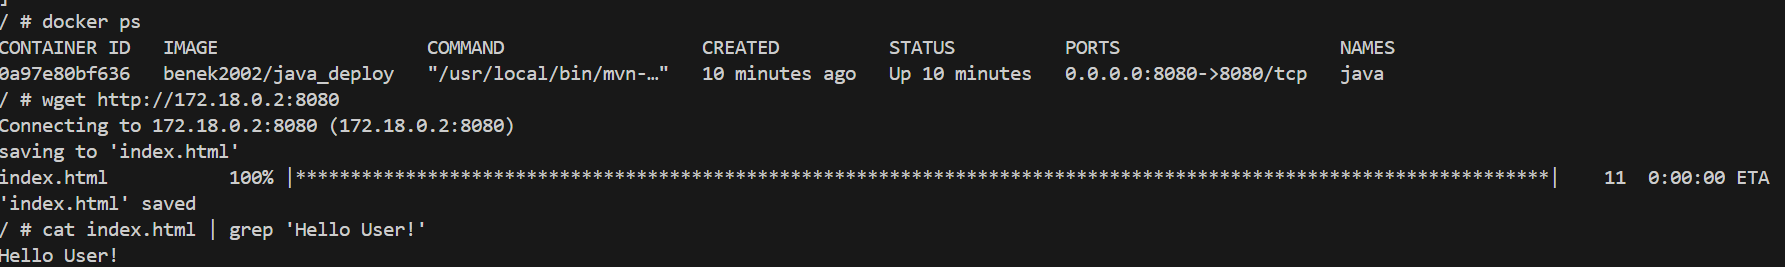 ]
/ # docker ps
CONTAINER ID   IMAGE                   COMMAND                  CREATED          STATUS          PORTS                    NAMES
0a97e80bf636   benek2002/java_deploy   "/usr/local/bin/mvn-…"   10 minutes ago   Up 10 minutes   0.0.0.0:8080->8080/tcp   java
/ # wget http://172.18.0.2:8080
Connecting to 172.18.0.2:8080 (172.18.0.2:8080)
saving to 'index.html'
index.html           100% |******************************************************************************************************************|    11  0:00:00 ETA
'index.html' saved
/ # cat index.html | grep 'Hello User!'
Hello User!